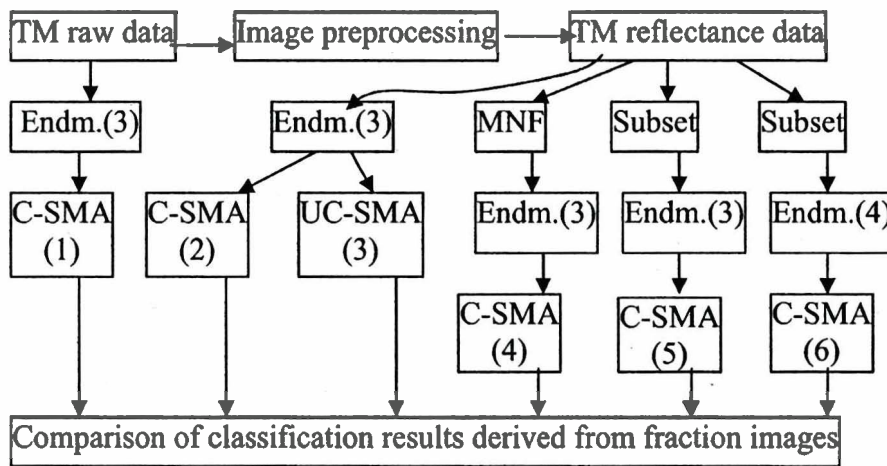 TM raw data
Image preprocessing
TM reflectance data
Endm.(3)
Endm.(3)
MNF
Subset
Subset
C-SMA
(1)
C-SMA
(2)
UC-SMA
(3)
Endm.(3)
Endm.(3)
Endm.(4)
C-SMA
(4)
C-SMA
(5)
C-SMA
(6)
Comparison of classification results derived from fraction images